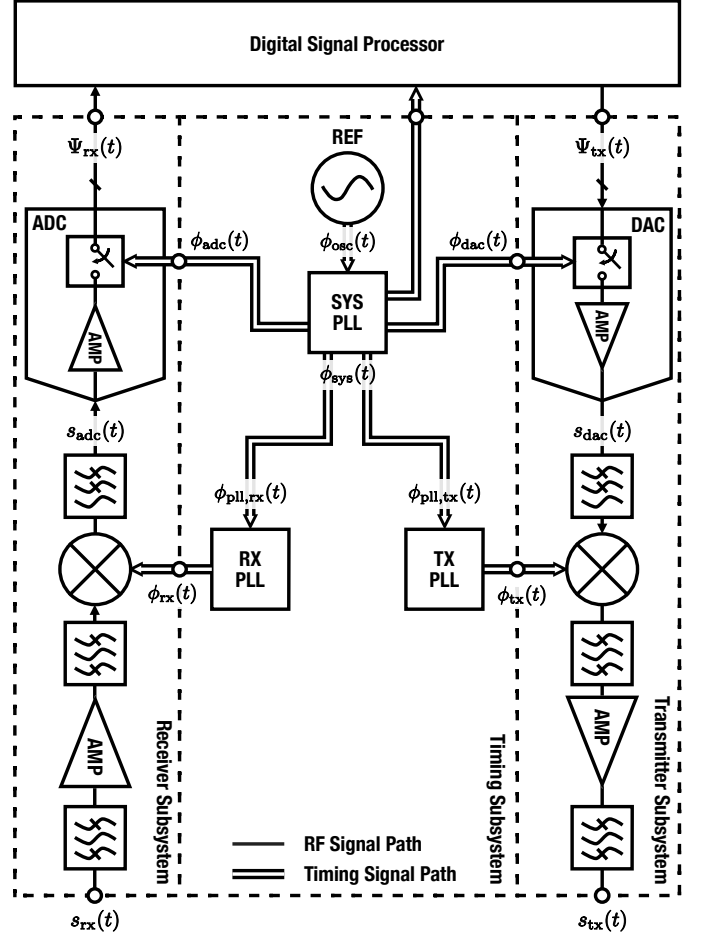 Digital Signal Processor
Ψrx(t)
REF
Ψtx(t)
ADC
ϕadc(t)
ϕosc(t)
ϕdac(t)
DAC
SYS
PLL
AMP
AMP
ϕsys(t)
sadc(t)
sdac(t)
ϕpll,rx(t)
ϕpll,tx(t)
RX
PLL
TX
PLL
ϕrx(t)
ϕtx(t)
AMP
Receiver Subsystem
Timing Subsystem
AMP
Transmitter Subsystem
RF Signal Path
Timing Signal Path
srx(t)
stx(t)